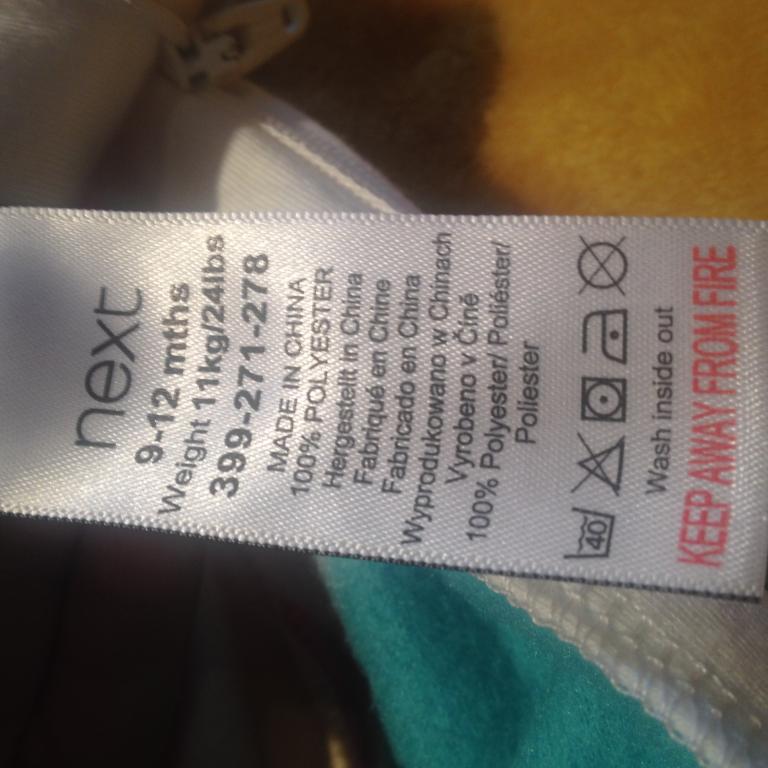 next
9-12 mths
Weight 11kg/24lbs
399-271-278
MADE IN CHINA
100% POLYESTER
Hergestellt in China
Fabriqué en Chine
Fabricado en China
Wyprodukowano w Chinach
Vyrobeno v Číně
100% Polyester/ Poliéster/
Poliester
40
Wash inside out
KEEP AWAY FROM FIRE